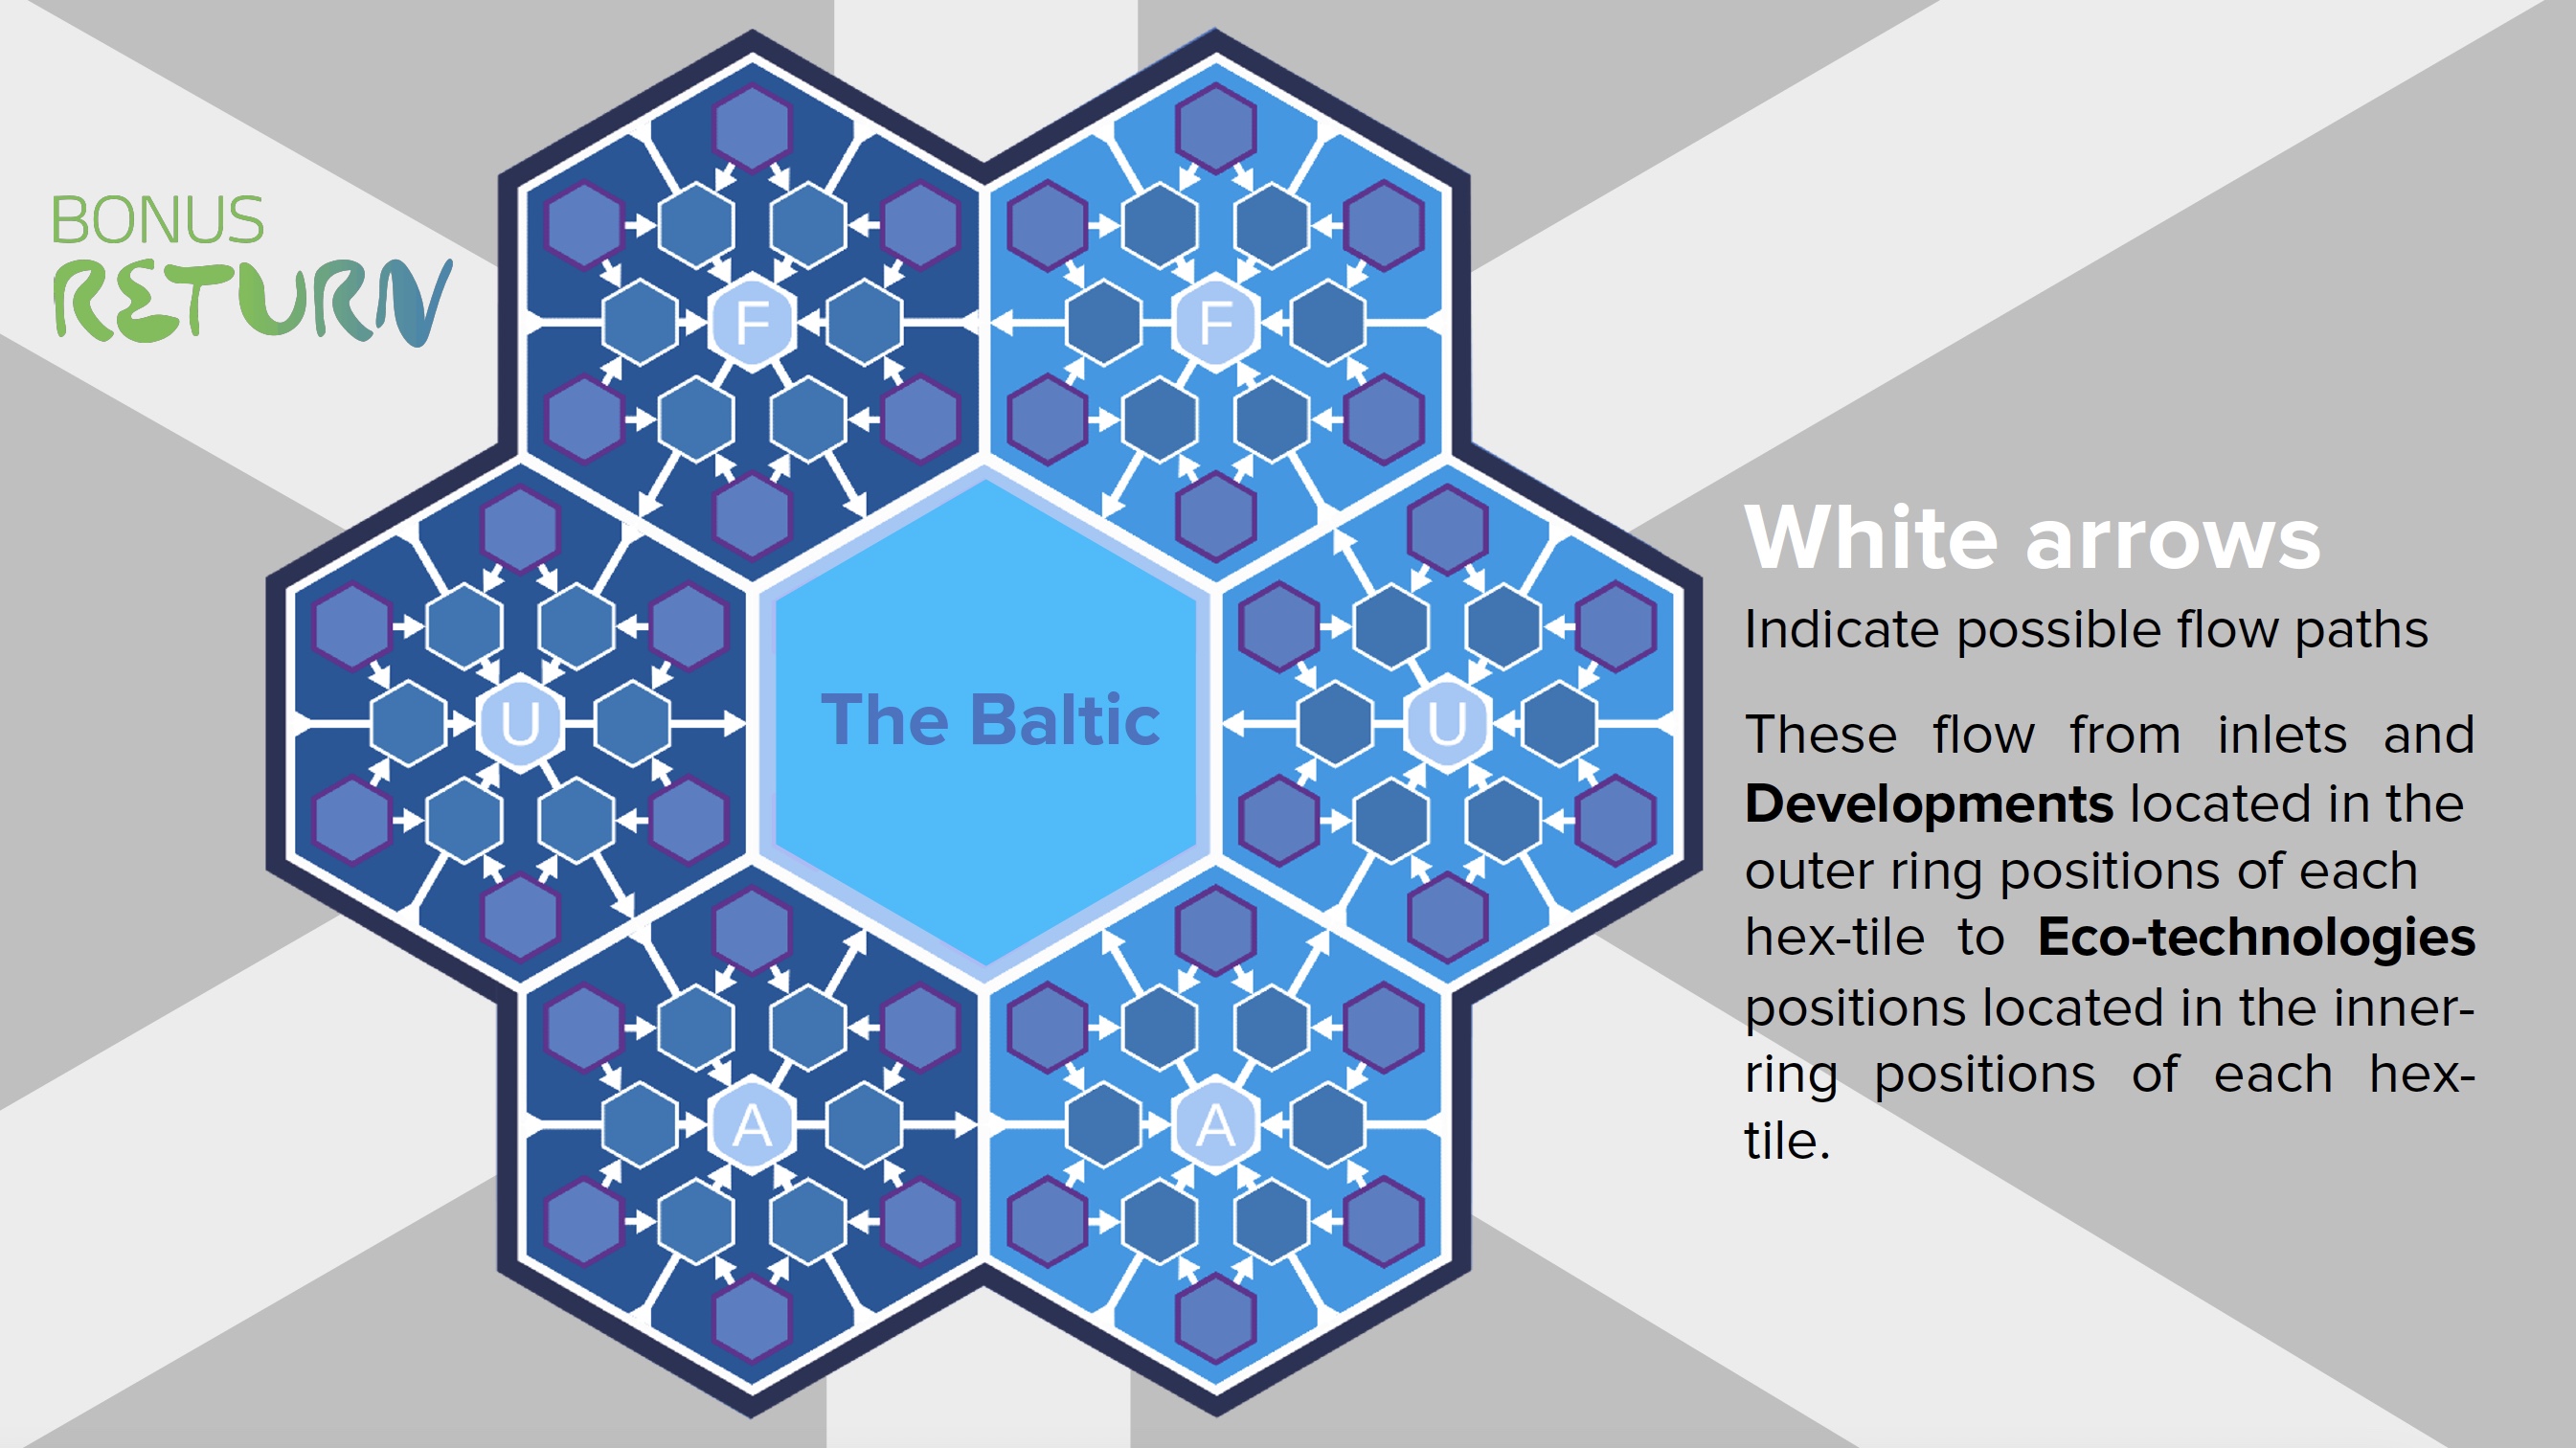 BONUS
RETURN
F
F
U
The Baltic
U
A
A
White arrows
Indicate possible flow paths
These flow from inlets and
Developments located in the
outer ring positions of each
hex-tile to Eco-technologies
positions located in the inner-
ring positions of each hex-
tile.